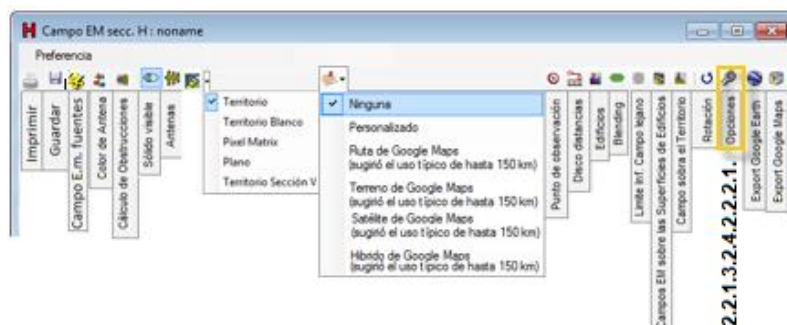 Campo EM secc. H : noname
Preferencia
Imprimir
Guardar
Campo E.m. fuentes
Color de Antena
Cálculo de Obstrucciones
Sólido visible
Antenas
Territorio
Territorio Blanco
Pixel Matrix
Plano
Territorio Sección V
Ninguna
Personalizado
Ruta de Google Maps
(sugirió el uso típico de hasta 150 km)
Terreno de Google Maps
(sugirió el uso típico de hasta 150 km)
Satélite de Google Maps
(sugirió el uso típico de hasta 150 km)
Híbrido de Google Maps
(sugirió el uso típico de hasta 150 km)
Punto de observación
Disco distancias
Edificios
Blending
Limite Inf. Campo lejano
Campos EM sobre las Superficies de Edificios
Campo sobra el Territorio
Rotación
Opciones
2.2.1.3.2.4.2.2.2.1.
Export Google Earth
Export Google Maps